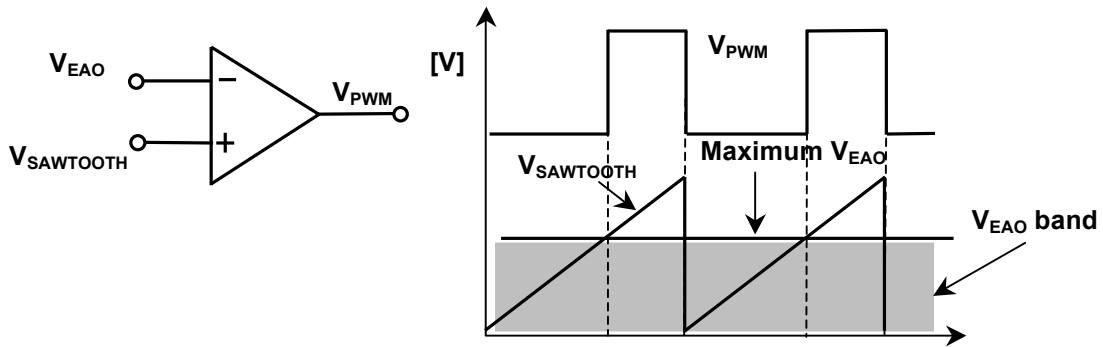 V_EAO
−
V_PWM
V_SAWTOOTH
+
[V]
V_PWM
V_SAWTOOTH
Maximum V_EAO
V_EAO band